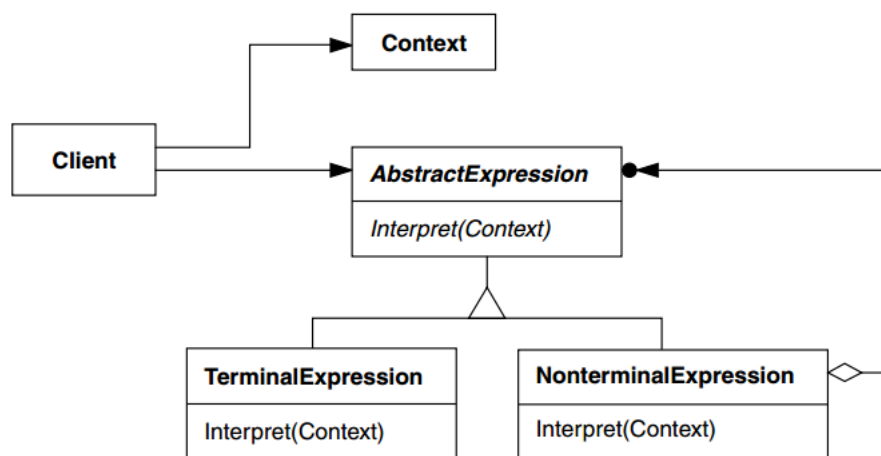 Context
Client
AbstractExpression
Interpret(Context)
TerminalExpression
Interpret(Context)
NonterminalExpression
Interpret(Context)